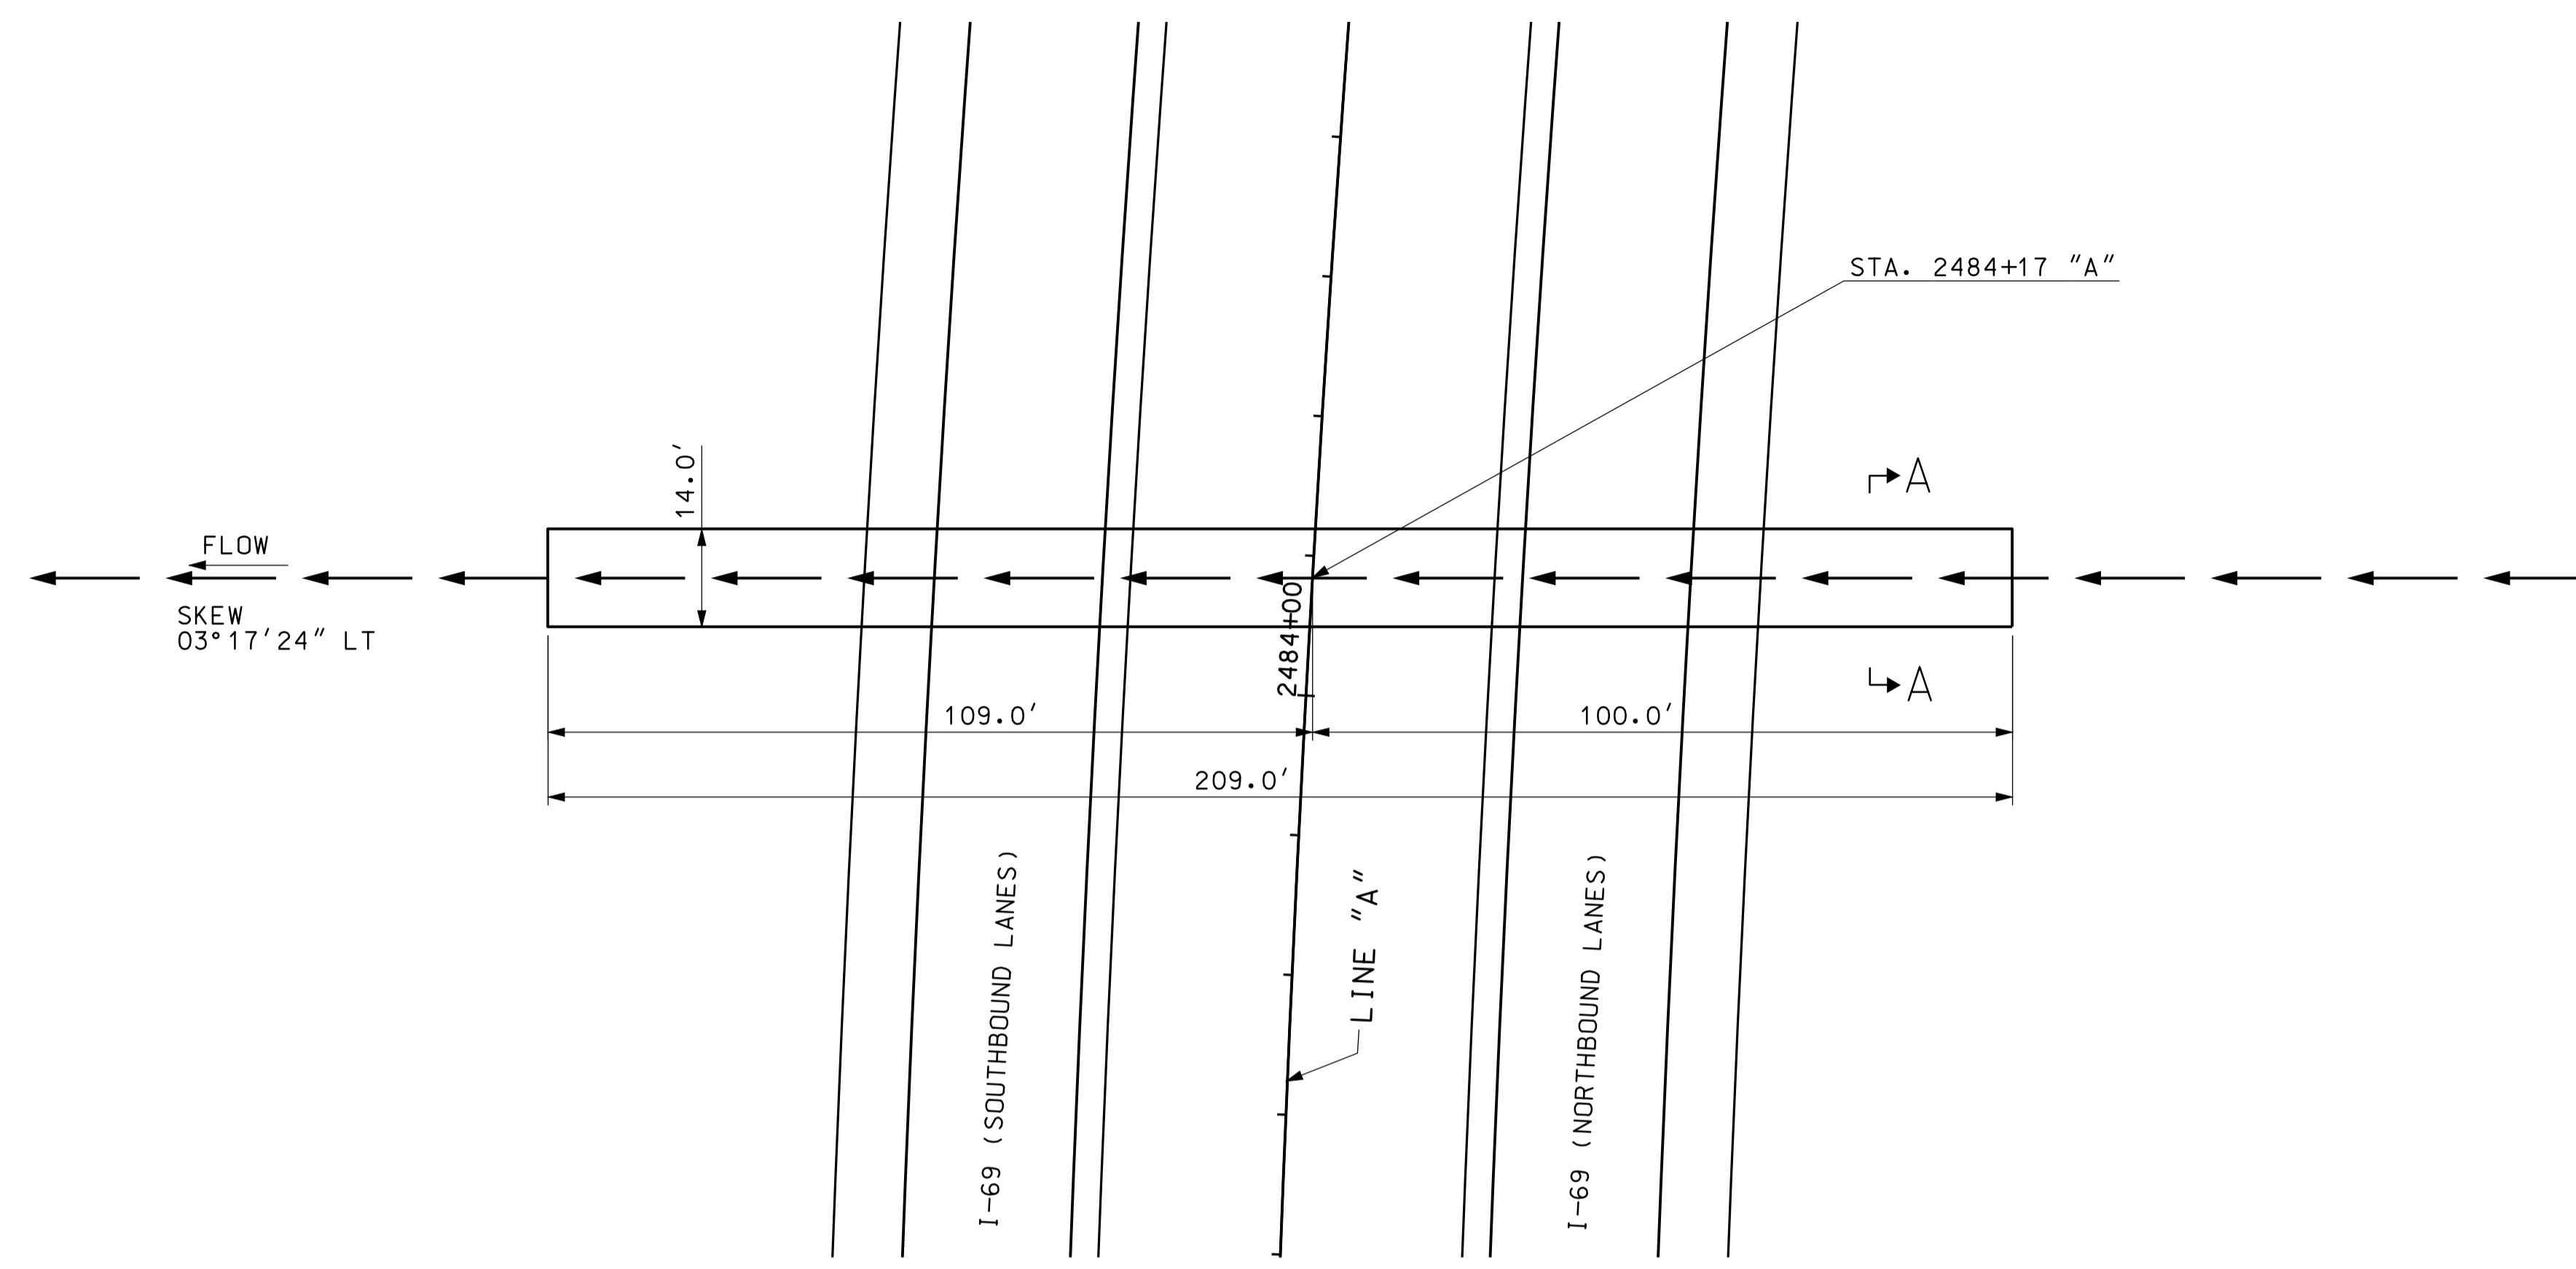 STA. 2484+17 "A"
14.0'
A
FLOW
SKEW
03°17'24" LT
2484+00
A
109.0'
100.0'
209.0'
I-69 (SOUTHBOUND LANES)
LINE "A"
I-69 (NORTHBOUND LANES)